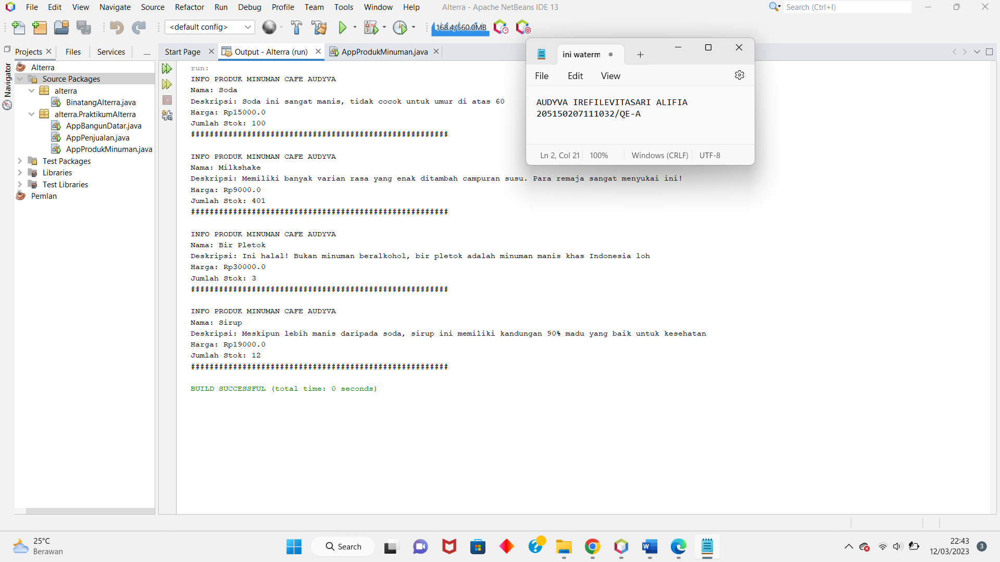 File Edit View Navigate Source Refactor Run Debug Profile Team Tools Window Help Alterra - Apache NetBeans IDE 13 Search (Ctrl+I)
<default config> 168.4/560.0MB
Projects Files Services Start Page Output - Alterra (run) AppProdukMinuman.java
Navigator
Alterra
Source Packages
alterra
BinatangAlterra.java
alterra.PraktikumAlterra
AppBangunDatar.java
AppPenjualan.java
AppProdukMinuman.java
Test Packages
Libraries
Test Libraries
Pemlan
run:
INFO PRODUK MINUMAN CAFE AUDYVA
Nama: Soda
Deskripsi: Soda ini sangat manis, tidak cocok untuk umur di atas 60
Harga: Rp15000.0
Jumlah Stok: 100
#######################################################
INFO PRODUK MINUMAN CAFE AUDYVA
Nama: Milkshake
Deskripsi: Memiliki banyak varian rasa yang enak ditambah campuran susu. Para remaja sangat menyukai ini!
Harga: Rp9000.0
Jumlah Stok: 401
#######################################################
INFO PRODUK MINUMAN CAFE AUDYVA
Nama: Bir Pletok
Deskripsi: Ini halal! Bukan minuman beralkohol, bir pletok adalah minuman manis khas Indonesia loh
Harga: Rp30000.0
Jumlah Stok: 3
#######################################################
INFO PRODUK MINUMAN CAFE AUDYVA
Nama: Sirup
Deskripsi: Meskipun lebih manis daripada soda, sirup ini memiliki kandungan 90% madu yang baik untuk kesehatan
Harga: Rp19000.0
Jumlah Stok: 12
#######################################################
BUILD SUCCESSFUL (total time: 0 seconds)
ini waterm
File Edit View
AUDYVA IREFILEVITASARI ALIFIA
205150207111032/QE-A
Ln 2, Col 21 100% Windows (CRLF) UTF-8
25°C
Berawan
Search
22:43
12/03/2023
3